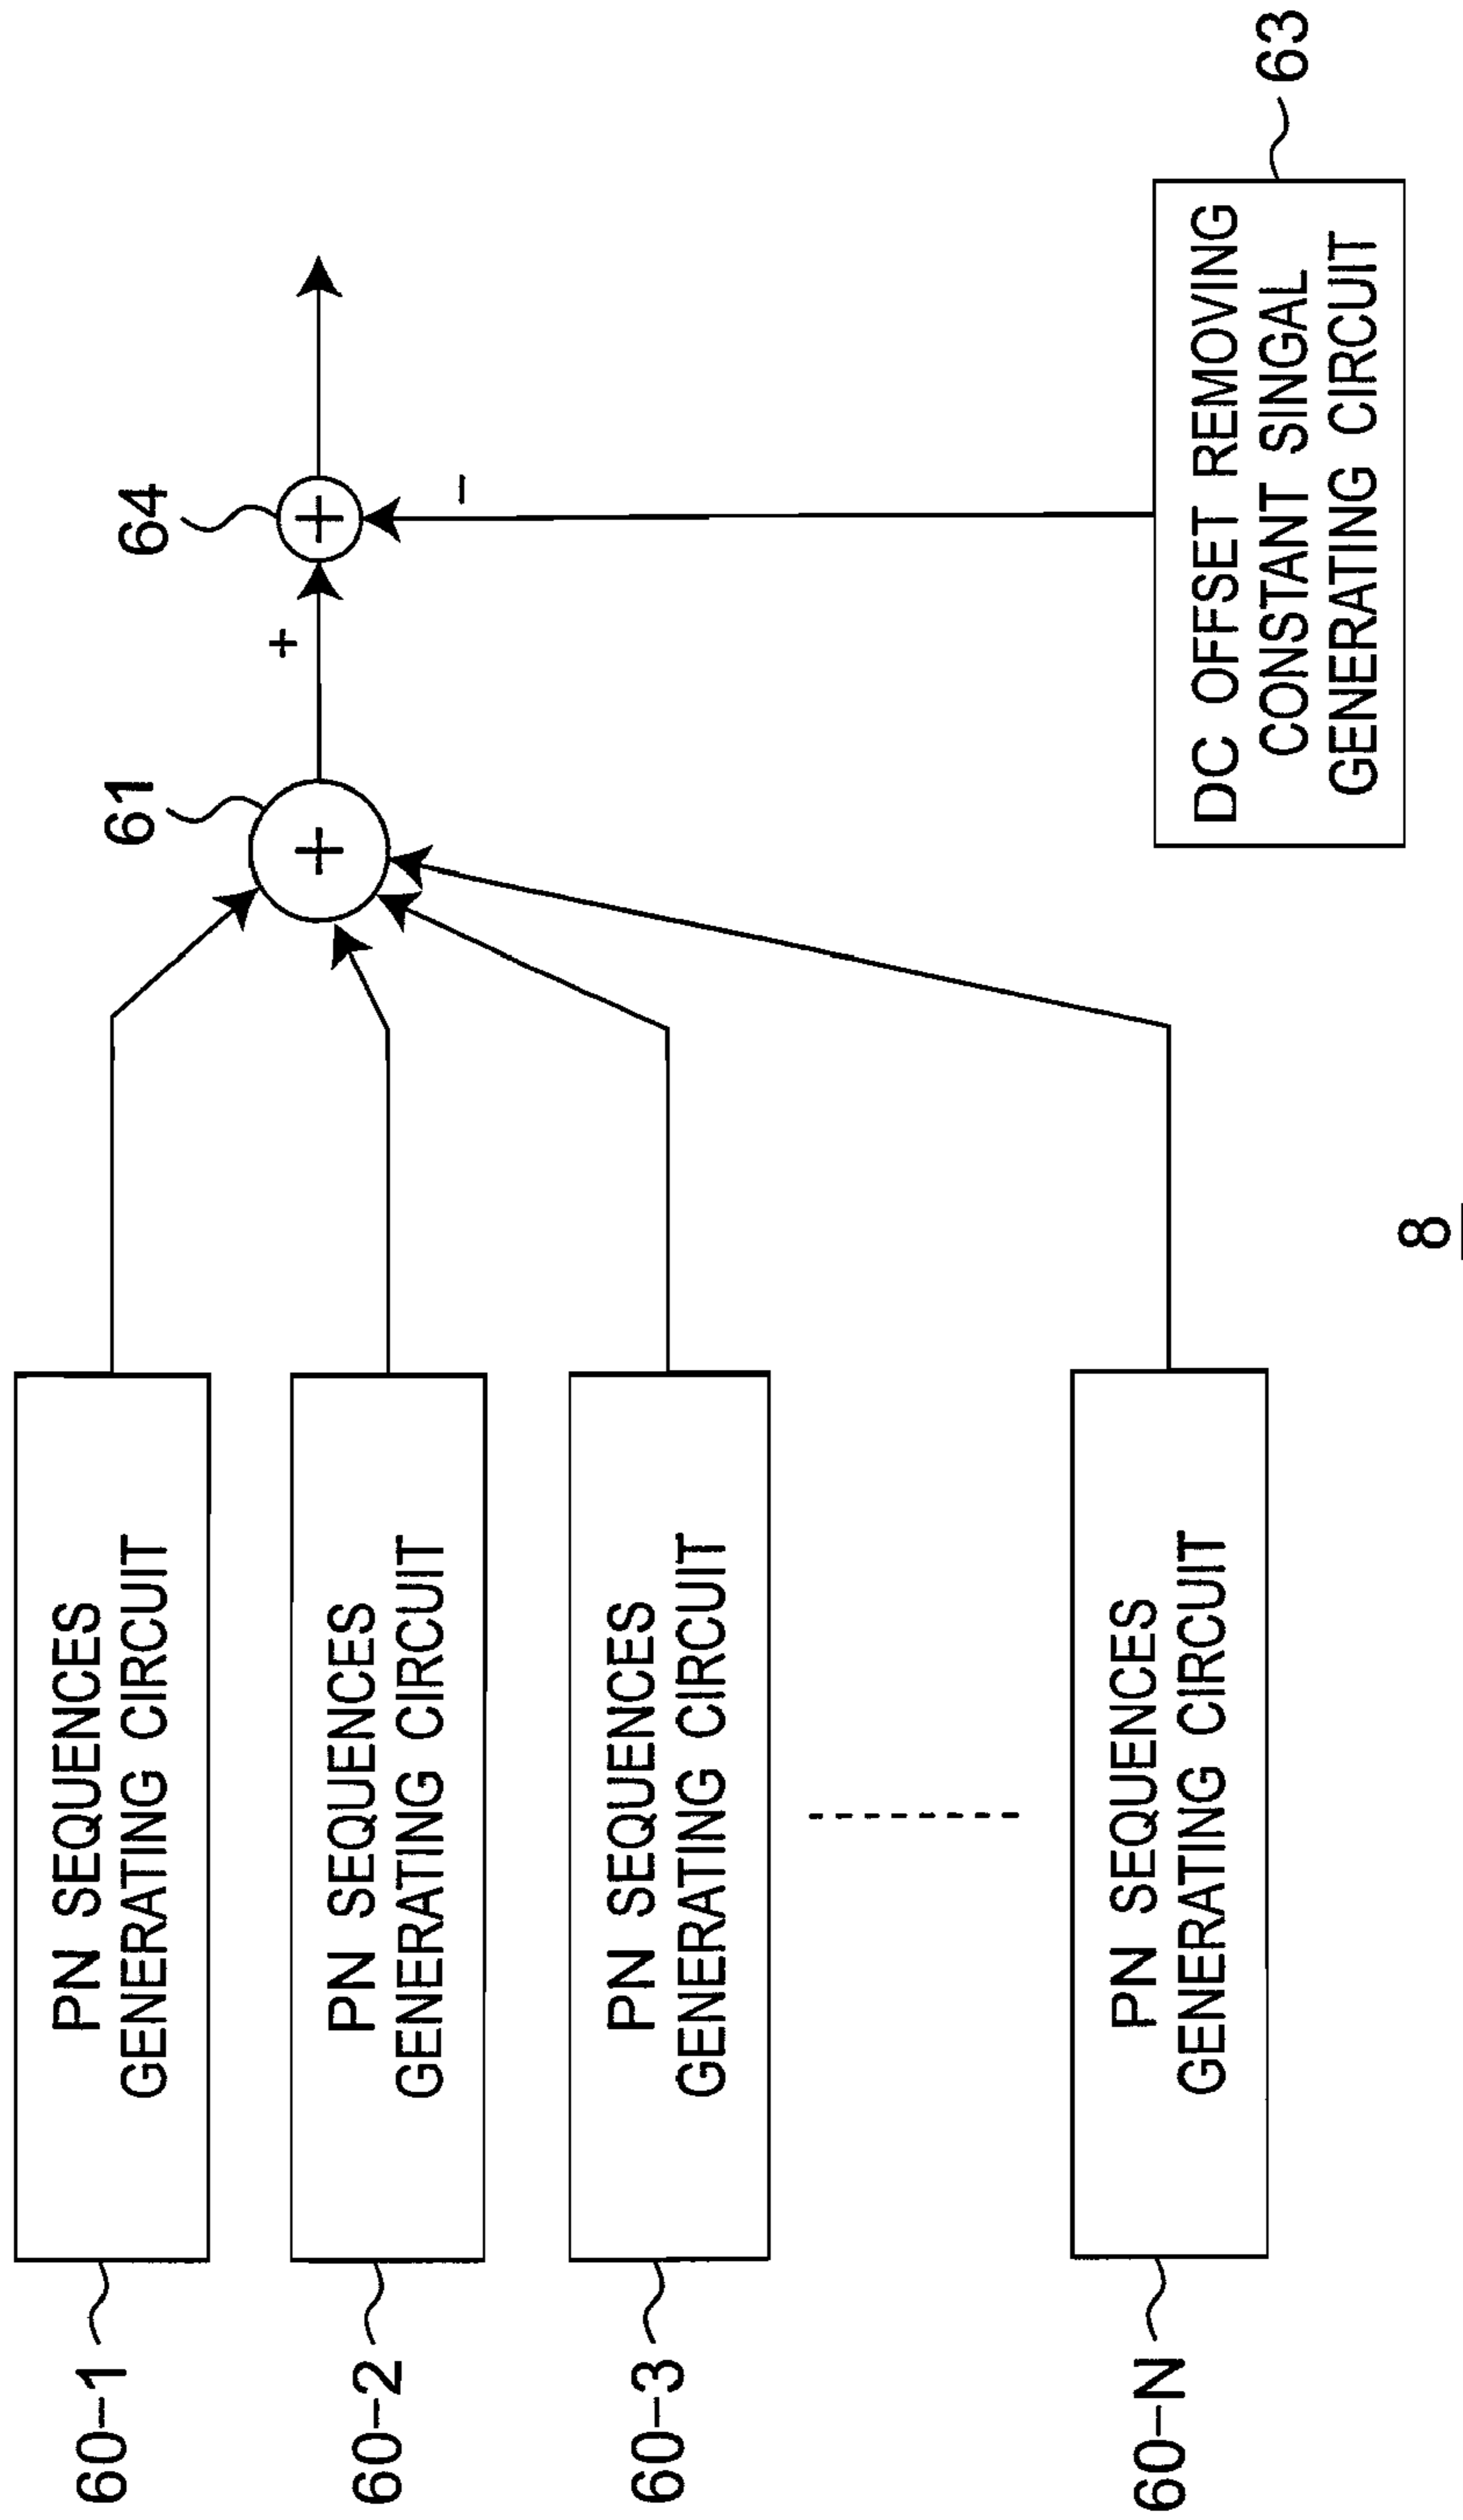 60-1
PN SEQUENCES
GENERATING CIRCUIT
60-2
PN SEQUENCES
GENERATING CIRCUIT
60-3
PN SEQUENCES
GENERATING CIRCUIT
60-N
PN SEQUENCES
GENERATING CIRCUIT
61
+
+
64
+
−
DC OFFSET REMOVING
CONSTANT SINGAL
GENERATING CIRCUIT
63
8